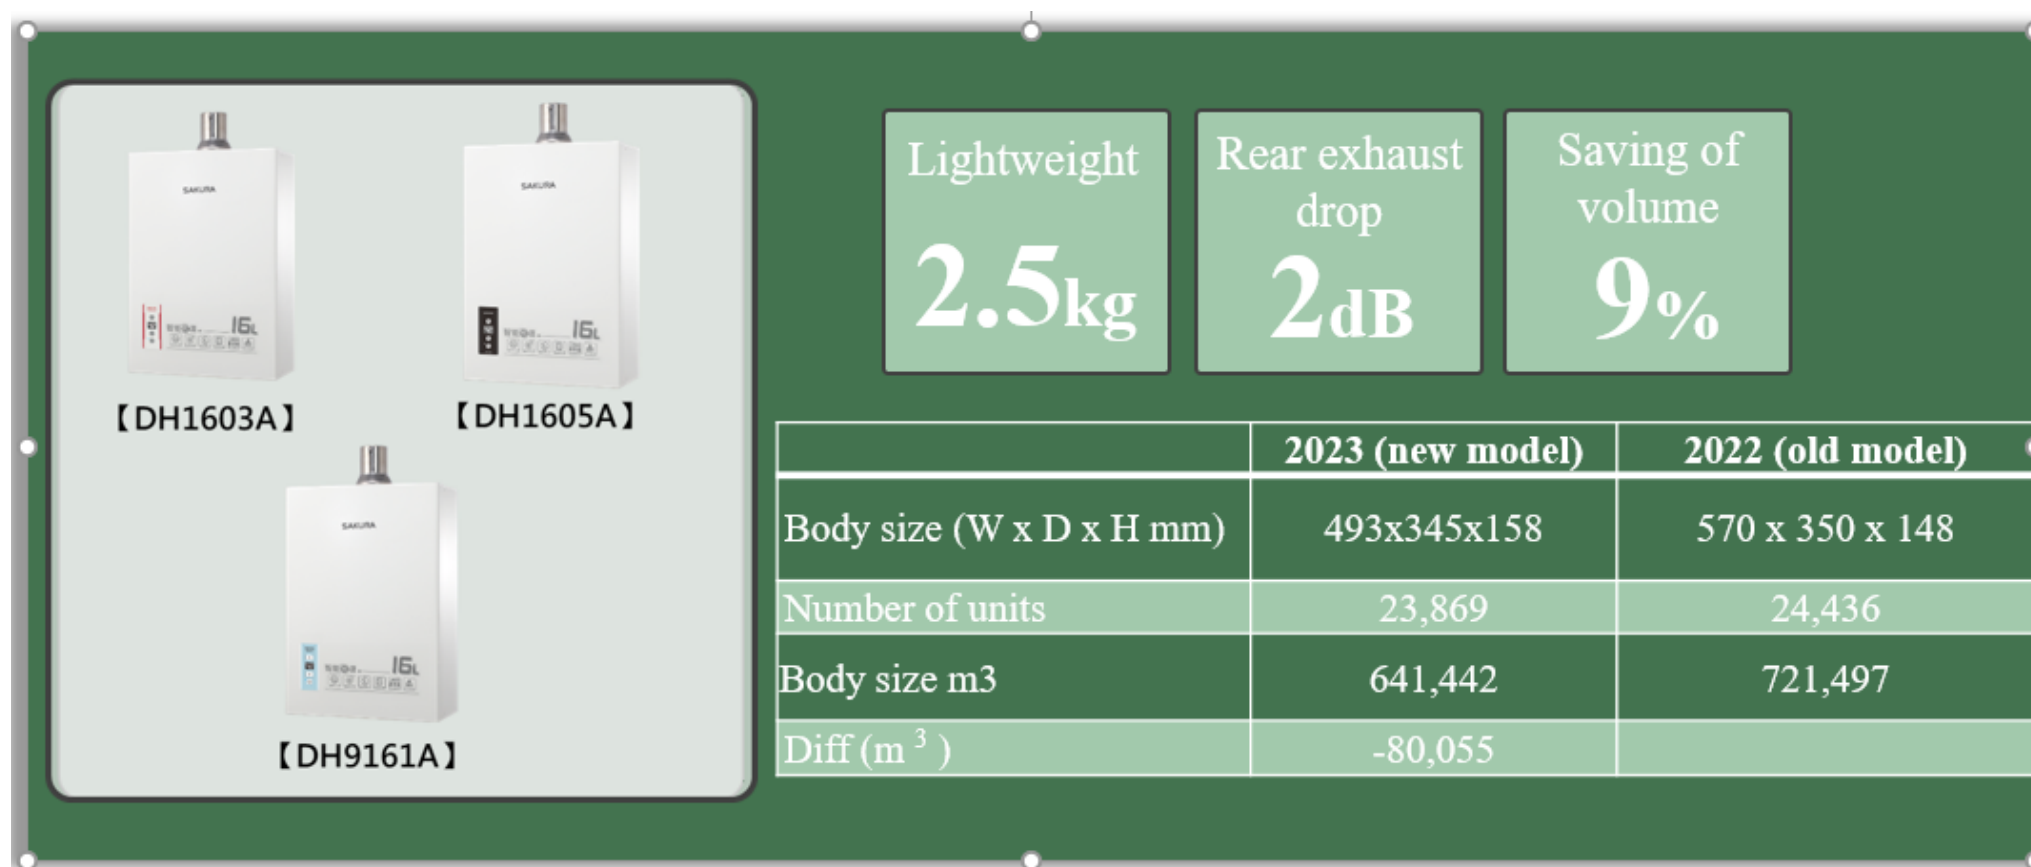 SAKURA
16L
【DH1603A】
SAKURA
16L
【DH1605A】
SAKURA
16L
【DH9161A】
Lightweight
2.5kg
Rear exhaust
drop
2dB
Saving of
volume
9%
2023 (new model) 2022 (old model)
Body size (W x D x H mm) 493x345x158 570 x 350 x 148
Number of units 23,869 24,436
Body size m3 641,442 721,497
Diff (m ³ ) -80,055